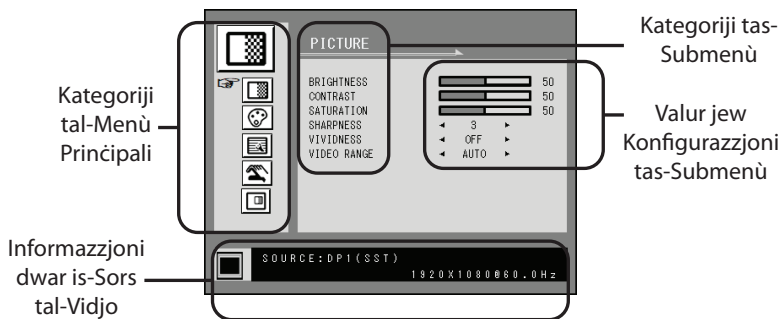 Kategoriji
tal-Menù
Prinċipali
Informazzjoni
dwar is-Sors
tal-Vidjo
PICTURE
BRIGHTNESS 50
CONTRAST 50
SATURATION 50
SHARPNESS 3
VIVIDNESS OFF
VIDEO RANGE AUTO
SOURCE:DP1(SST)
1920X1080@60.0Hz
Kategoriji tas-
Submenù
Valur jew
Konfigurazzjoni
tas-Submenù